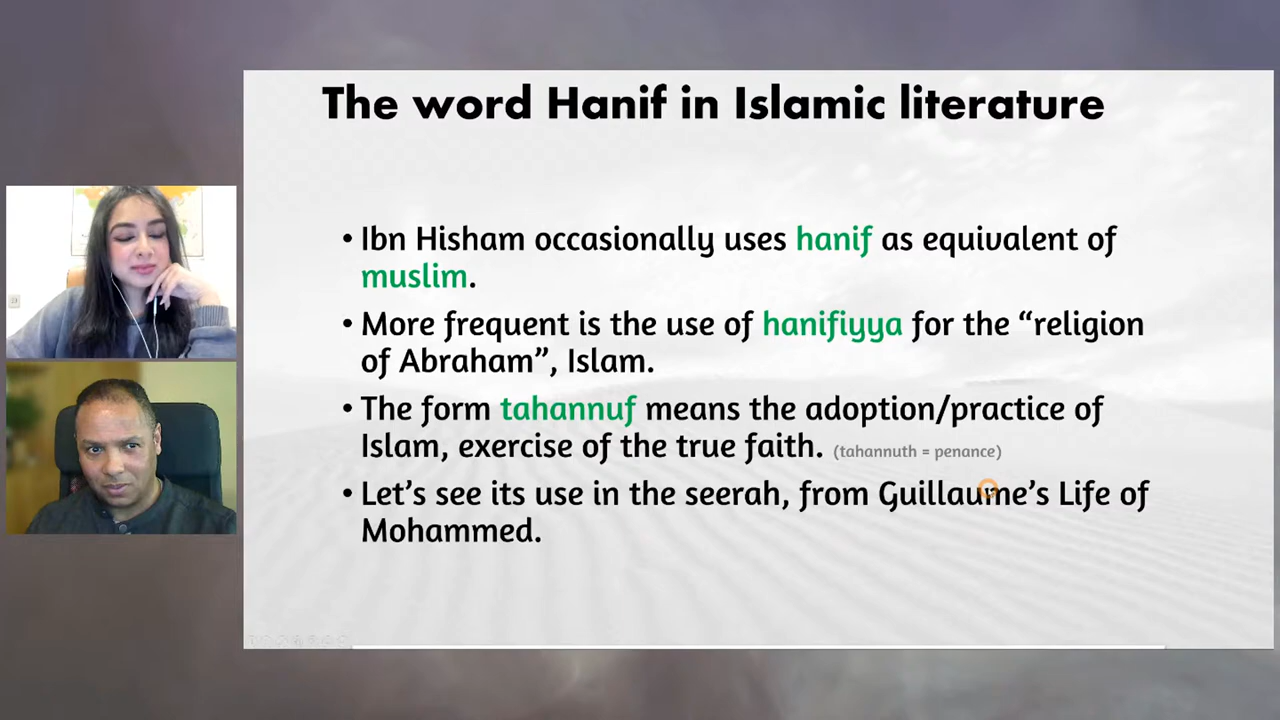 The word Hanif in Islamic literature
• Ibn Hisham occasionally uses hanif as equivalent of
muslim.
• More frequent is the use of hanifiyya for the “religion
of Abraham”, Islam.
• The form tahannuf means the adoption/practice of
Islam, exercise of the true faith. (tahannuth = penance)
• Let’s see its use in the seerah, from Guillaume’s Life of
Mohammed.